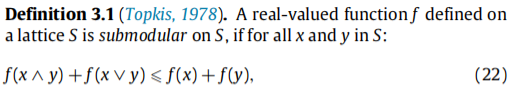 Definition 3.1 (Topkis, 1978). A real-valued function f defined on
a lattice S is submodular on S, if for all x and y in S:
f(x ∧ y) + f(x ∨ y) ⩽ f(x) + f(y), (22)